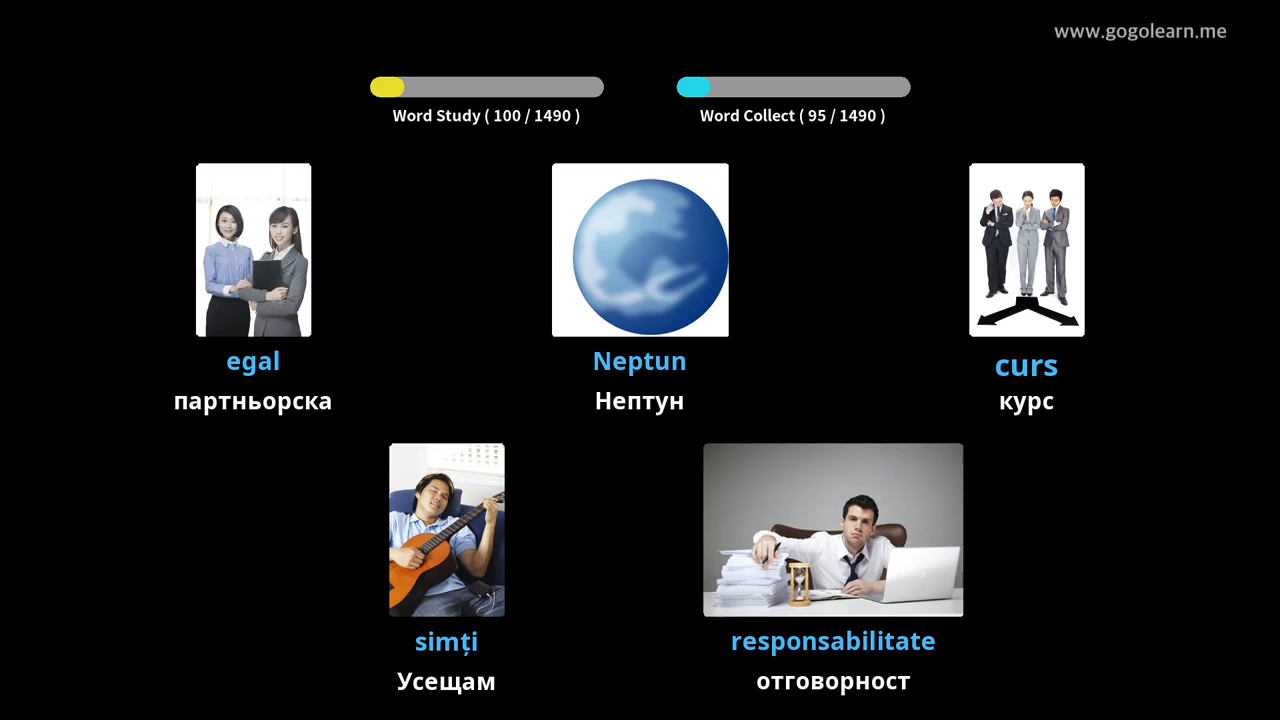 www.gogolearn.me
Word Study ( 100 / 1490 )
Word Collect ( 95 / 1490 )
egal
Neptun
curs
партньорска
Нептун
курс
simți
responsabilitate
Усещам
отговорност